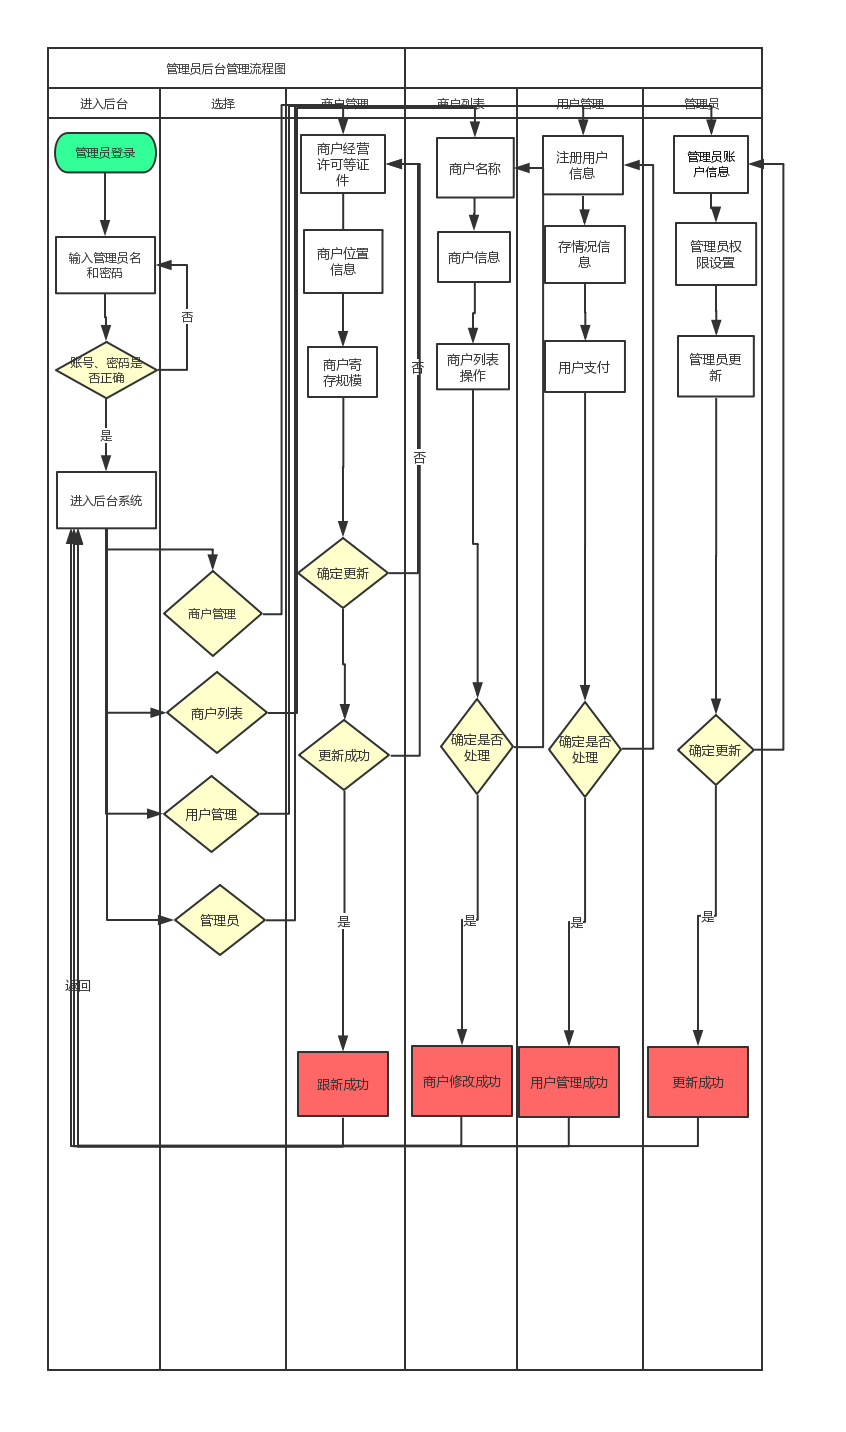 管理员后台管理流程图
进入后台
选择
商户管理
商户列表
用户管理
管理员
管理员登录
输入管理员名
和密码
否
账号、密码是
否正确
是
进入后台系统
返回
商户管理
商户列表
用户管理
管理员
商户经营
许可等证
件
商户位置
信息
商户寄
存规模
确定更新
否
更新成功
否
是
跟新成功
商户名称
商户信息
商户列表
操作
确定是否
处理
是
商户修改成功
注册用户
信息
存情况信
息
用户支付
确定是否
处理
是
用户管理成功
管理员账
户信息
管理员权
限设置
管理员更
新
确定更新
是
更新成功